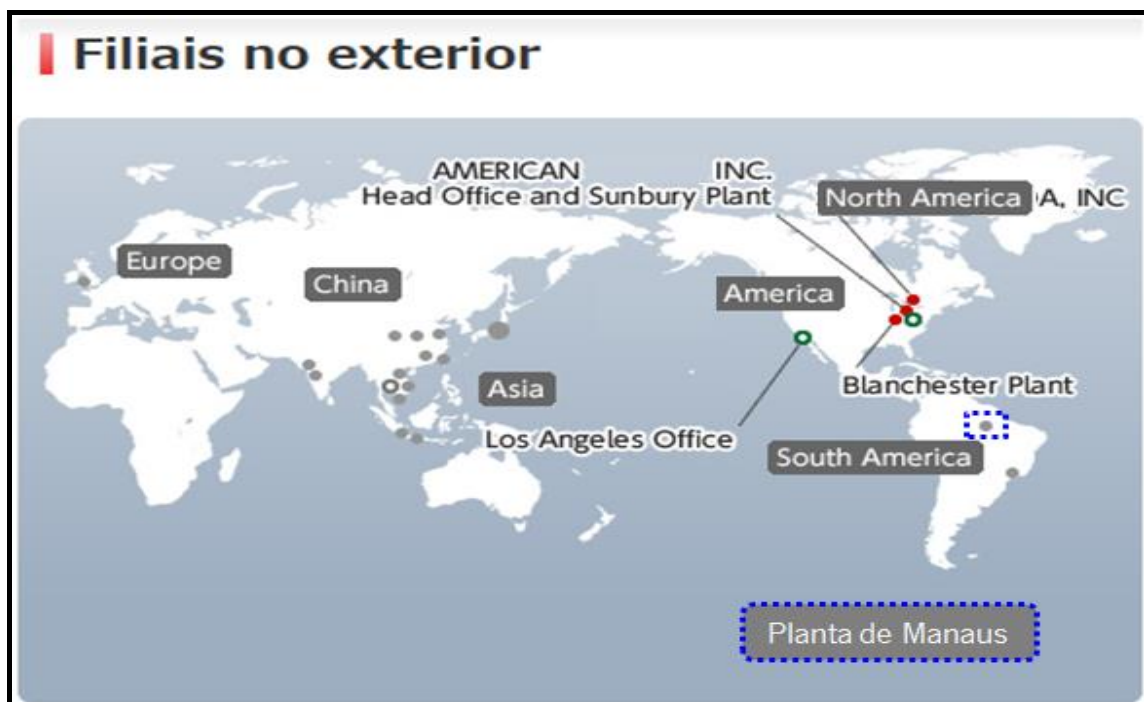 Filiais no exterior
AMERICAN INC.
Head Office and Sunbury Plant
North America
A, INC
Europe
China
America
Asia
Blanchester Plant
Los Angeles Office
South America
Planta de Manaus